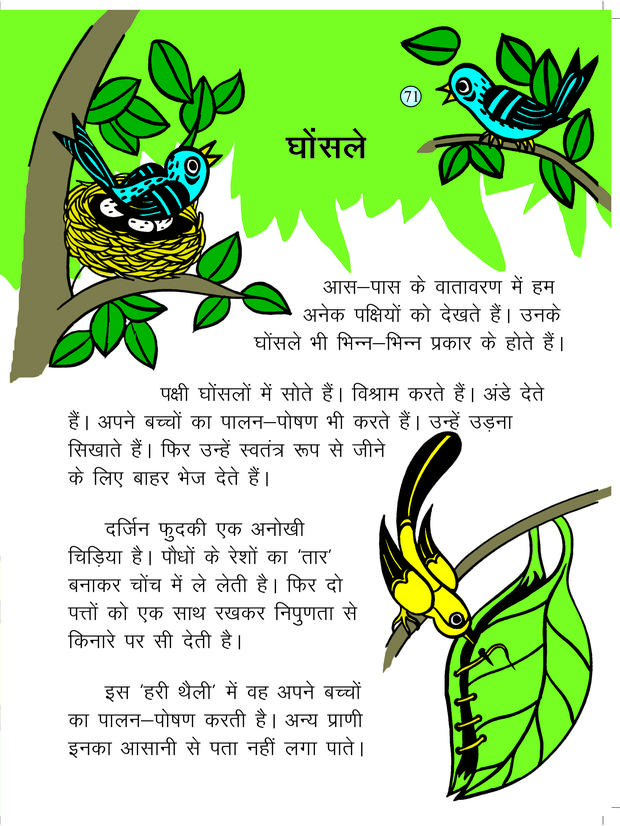 71
घोंसले
आस–पास के वातावरण में हम
अनेक पक्षियों को देखते हैं। उनके
घोंसले भी भिन्न–भिन्न प्रकार के होते हैं।
पक्षी घोंसलों में सोते हैं। विश्राम करते हैं। अंडे देते
हैं। अपने बच्चों का पालन–पोषण भी करते हैं। उन्हें उड़ना
सिखाते हैं। फिर उन्हें स्वतंत्र रूप से जीने
के लिए बाहर भेज देते हैं।
दर्जिन फुदकी एक अनोखी
चिड़िया है। पौधों के रेशों का 'तार'
बनाकर चोंच में ले लेती है। फिर दो
पत्तों को एक साथ रखकर निपुणता से
किनारे पर सी देती है।
इस 'हरी थैली' में वह अपने बच्चों
का पालन–पोषण करती है। अन्य प्राणी
इनका आसानी से पता नहीं लगा पाते।